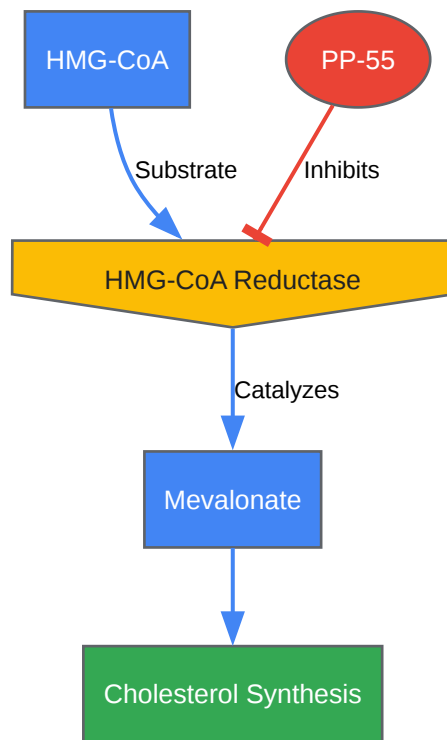 HMG-CoA
PP-55
Substrate
Inhibits
HMG-CoA Reductase
Catalyzes
Mevalonate
Cholesterol Synthesis